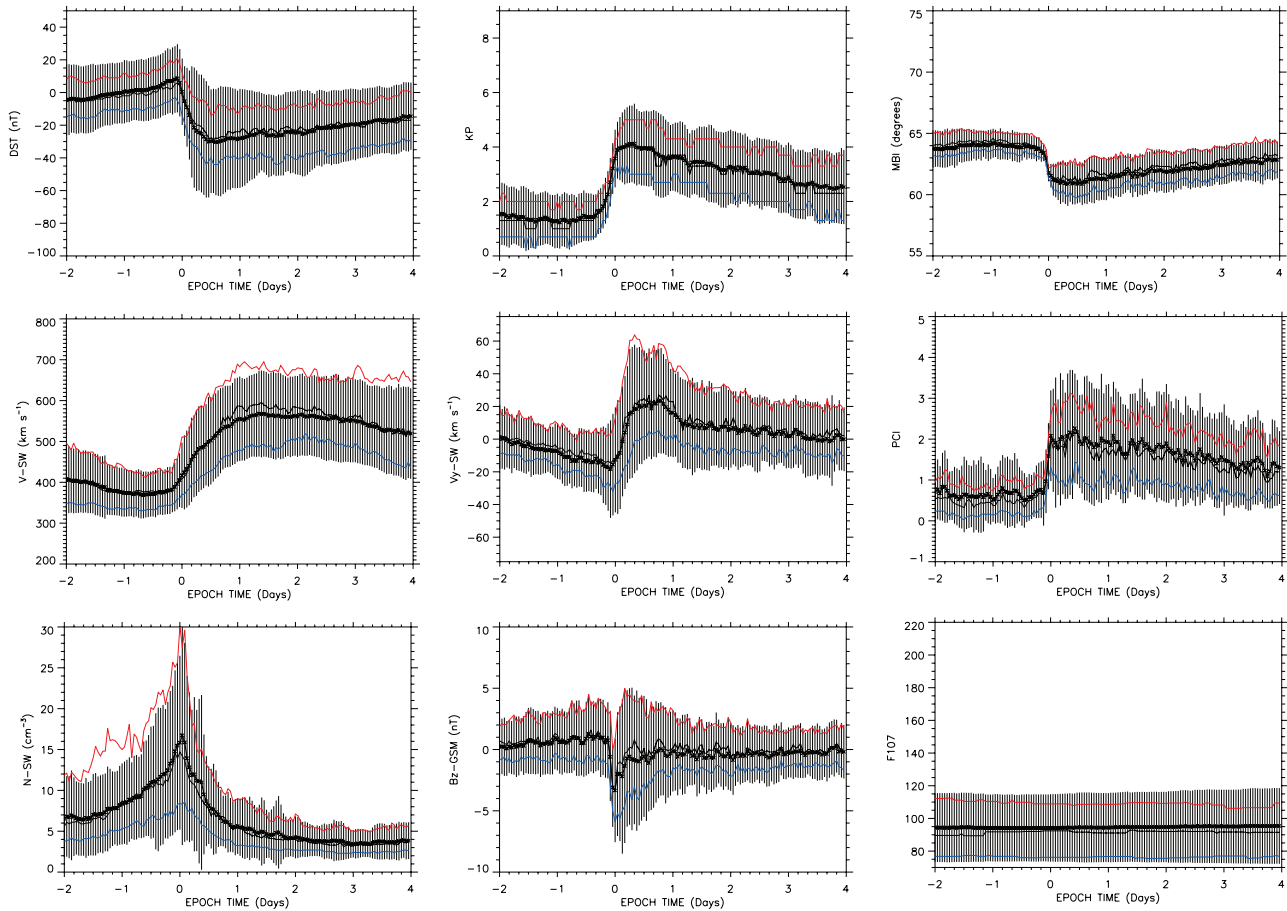 40
20
0
−20
−40
−60
−80
−100
DST (nT)
−2 −1 0 1 2 3 4
EPOCH TIME (Days)
8
6
4
2
0
KP
−2 −1 0 1 2 3 4
EPOCH TIME (Days)
75
70
65
60
55
MBI (degrees)
−2 −1 0 1 2 3 4
EPOCH TIME (Days)
800
700
600
500
400
300
200
V−SW (km s⁻¹)
−2 −1 0 1 2 3 4
EPOCH TIME (Days)
60
40
20
0
−20
−40
−60
Vy−SW (km s⁻¹)
−2 −1 0 1 2 3 4
EPOCH TIME (Days)
5
4
3
2
1
0
−1
PCI
−2 −1 0 1 2 3 4
EPOCH TIME (Days)
30
25
20
15
10
5
0
N−SW (cm⁻³)
−2 −1 0 1 2 3 4
EPOCH TIME (Days)
10
5
0
−5
−10
Bz−GSM (nT)
−2 −1 0 1 2 3 4
EPOCH TIME (Days)
220
200
180
160
140
120
100
80
F107
−2 −1 0 1 2 3 4
EPOCH TIME (Days)